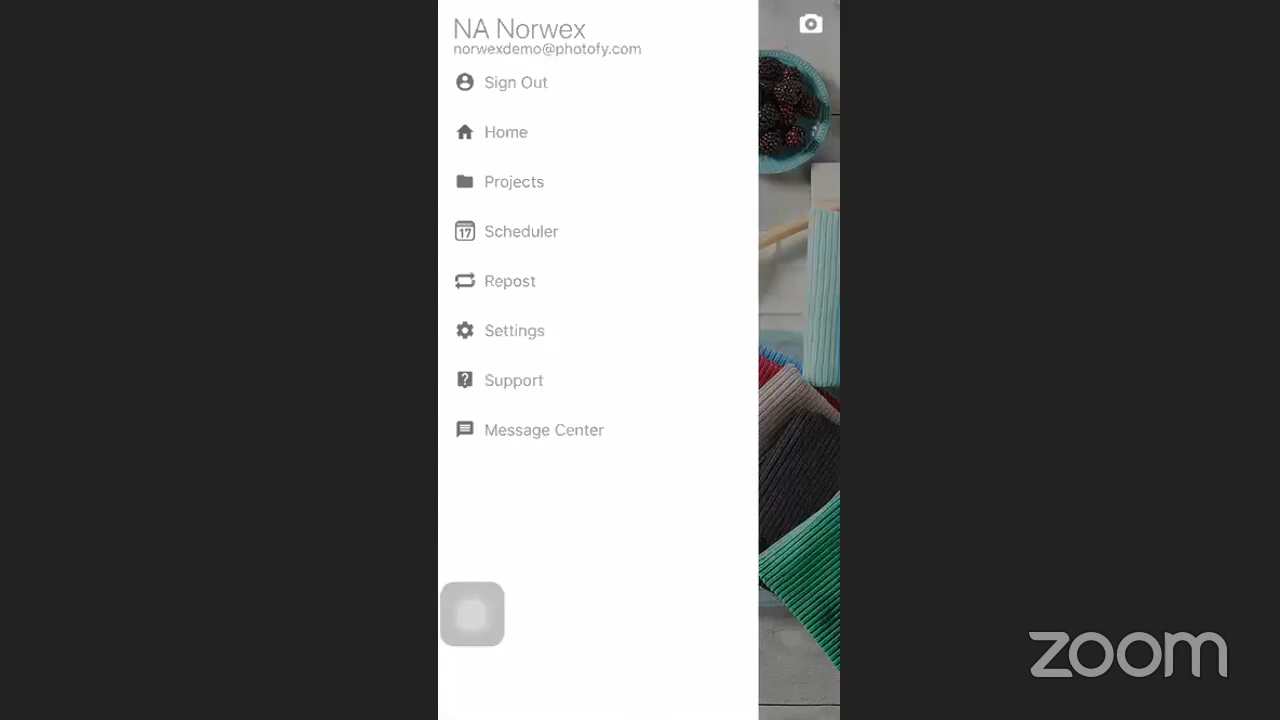 NA Norwex
norwexdemo@photofy.com
Sign Out
Home
Projects
17
Scheduler
Repost
Settings
?
Support
Message Center
zoom